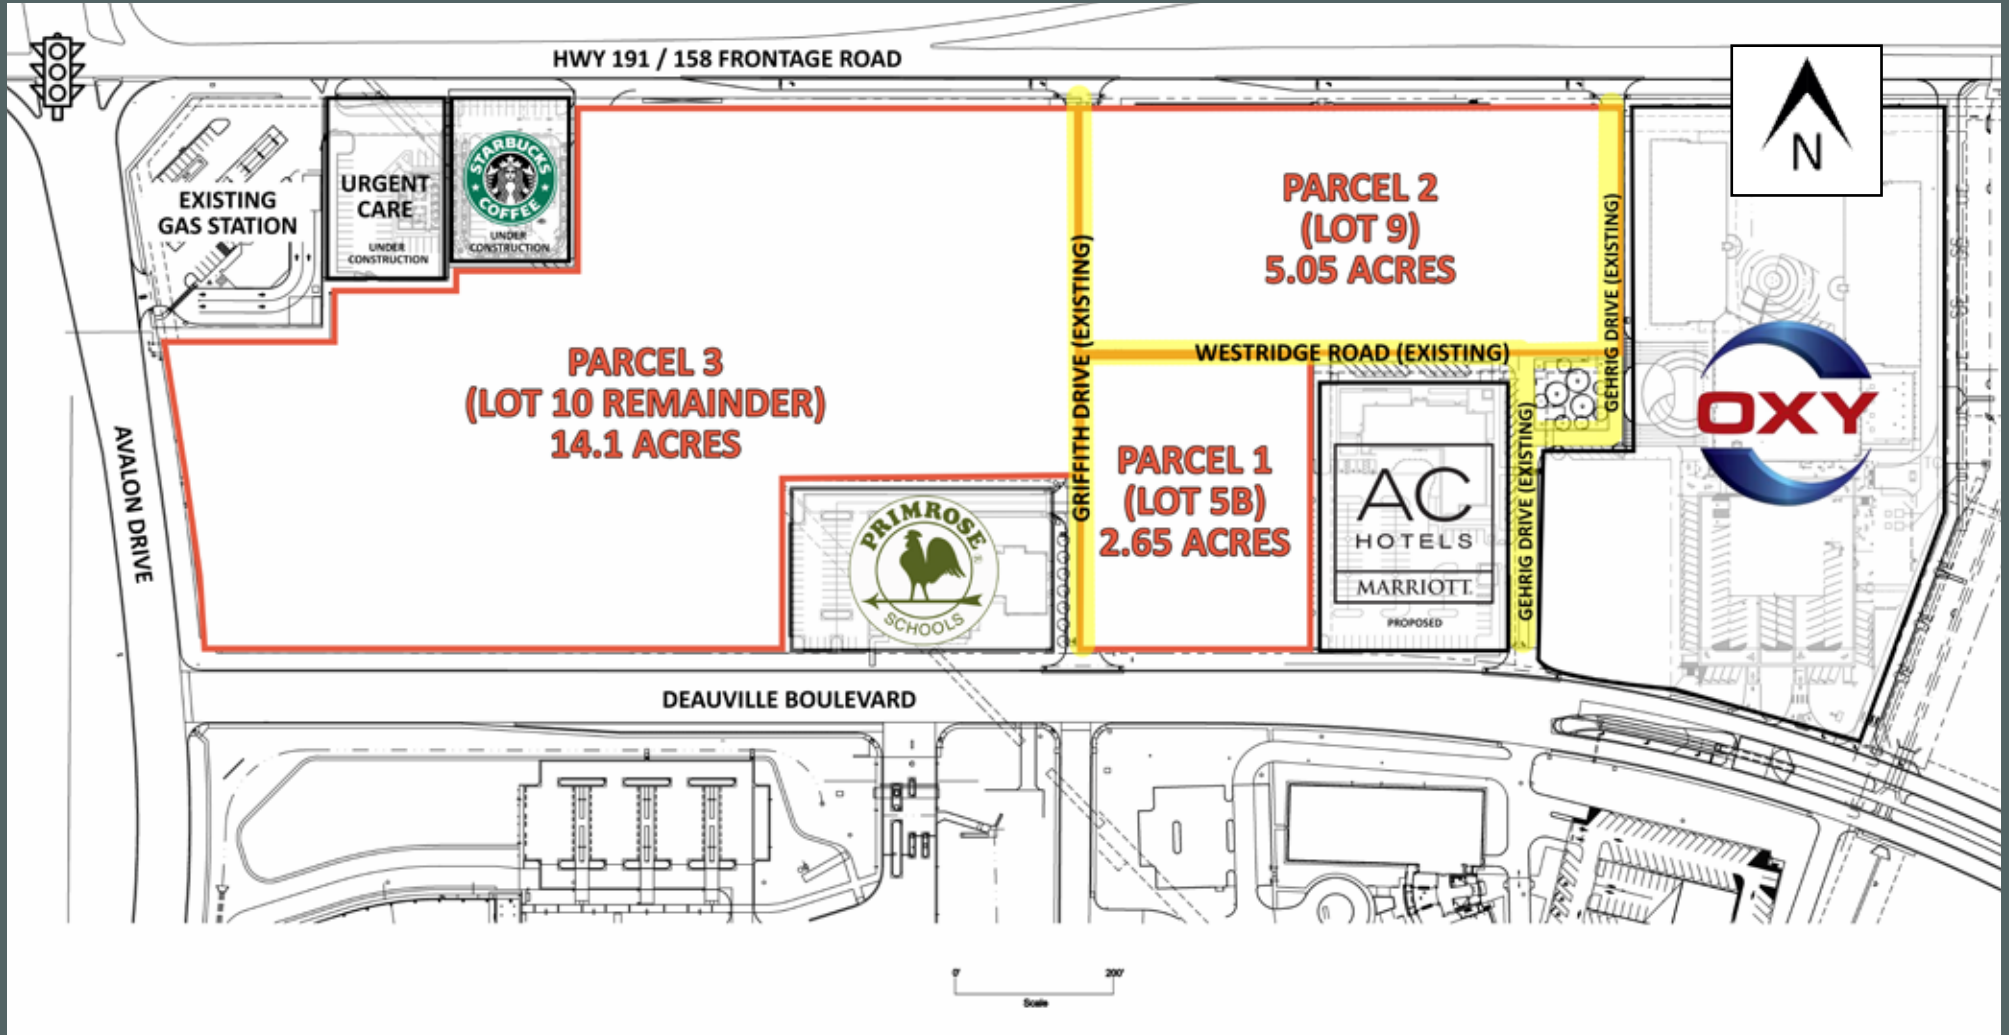 HWY 191 / 158 FRONTAGE ROAD
N
EXISTING
GAS STATION
URGENT
CARE
UNDER
CONSTRUCTION
STARBUCKS
COFFEE
UNDER
CONSTRUCTION
PARCEL 2
(LOT 9)
5.05 ACRES
GEHRIG DRIVE (EXISTING)
GRIFFITH DRIVE (EXISTING)
WESTRIDGE ROAD (EXISTING)
PARCEL 3
(LOT 10 REMAINDER)
14.1 ACRES
OXY
AVALON DRIVE
PARCEL 1
(LOT 5B)
2.65 ACRES
AC
HOTELS
MARRIOTT
PROPOSED
GEHRIG DRIVE (EXISTING)
PRIMROSE
SCHOOLS
DEAUVILLE BOULEVARD
0' 200'
Scale